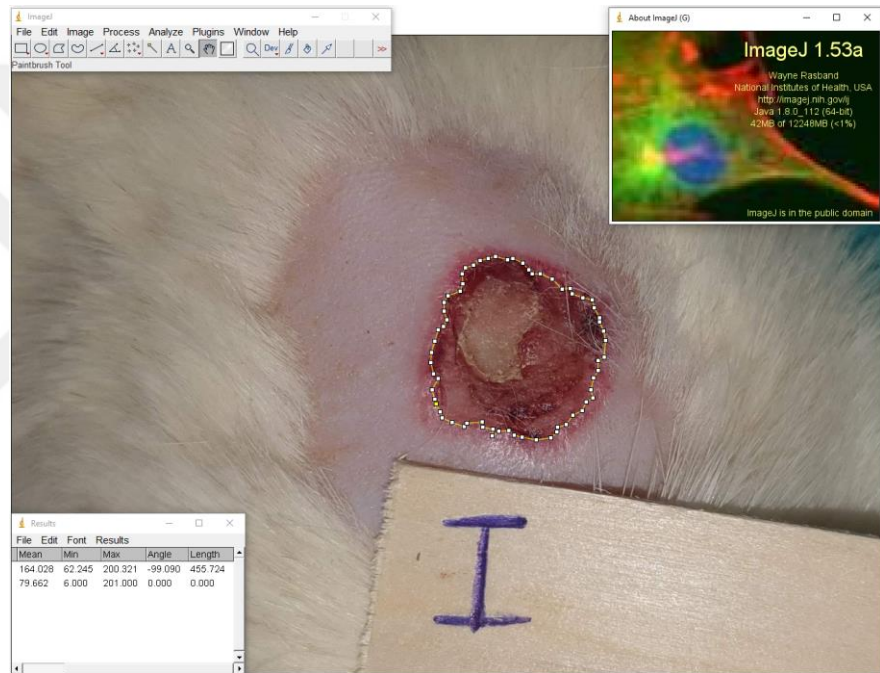 ImageJ
File Edit Image Process Analyze Plugins Window Help
A Dev >>
Paintbrush Tool
About ImageJ (G)
ImageJ 1.53a
Wayne Rasband
National Institutes of Health, USA
http://imagej.nih.gov/ij
Java 1.8.0_112 (64-bit)
42MB of 12248MB (<1%)
ImageJ is in the public domain
I
Results
File Edit Font Results
Mean Min Max Angle Length
164.028 62.245 200.321 -99.090 455.724
79.662 6.000 201.000 0.000 0.000